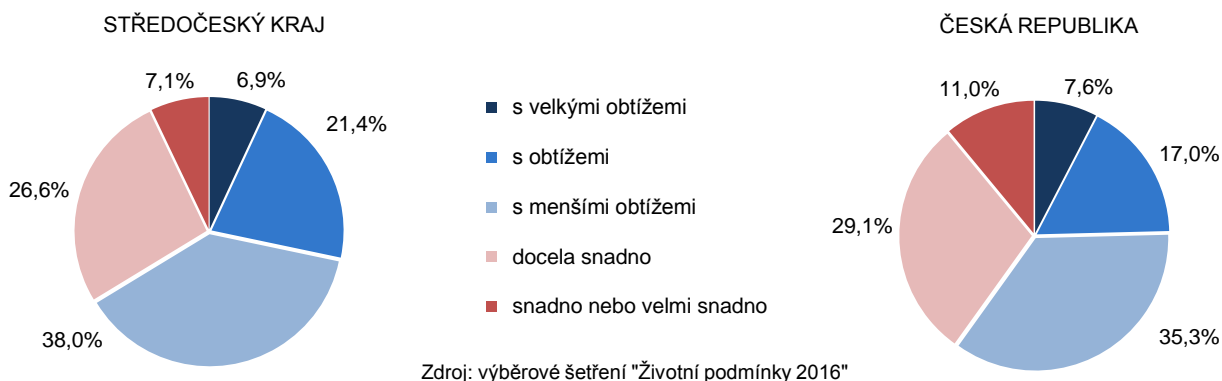 STŘEDOČESKÝ KRAJ
7,1%
6,9%
21,4%
26,6%
38,0%
s velkými obtížemi
s obtížemi
s menšími obtížemi
docela snadno
snadno nebo velmi snadno
ČESKÁ REPUBLIKA
11,0%
7,6%
17,0%
29,1%
35,3%
Zdroj: výběrové šetření "Životní podmínky 2016"